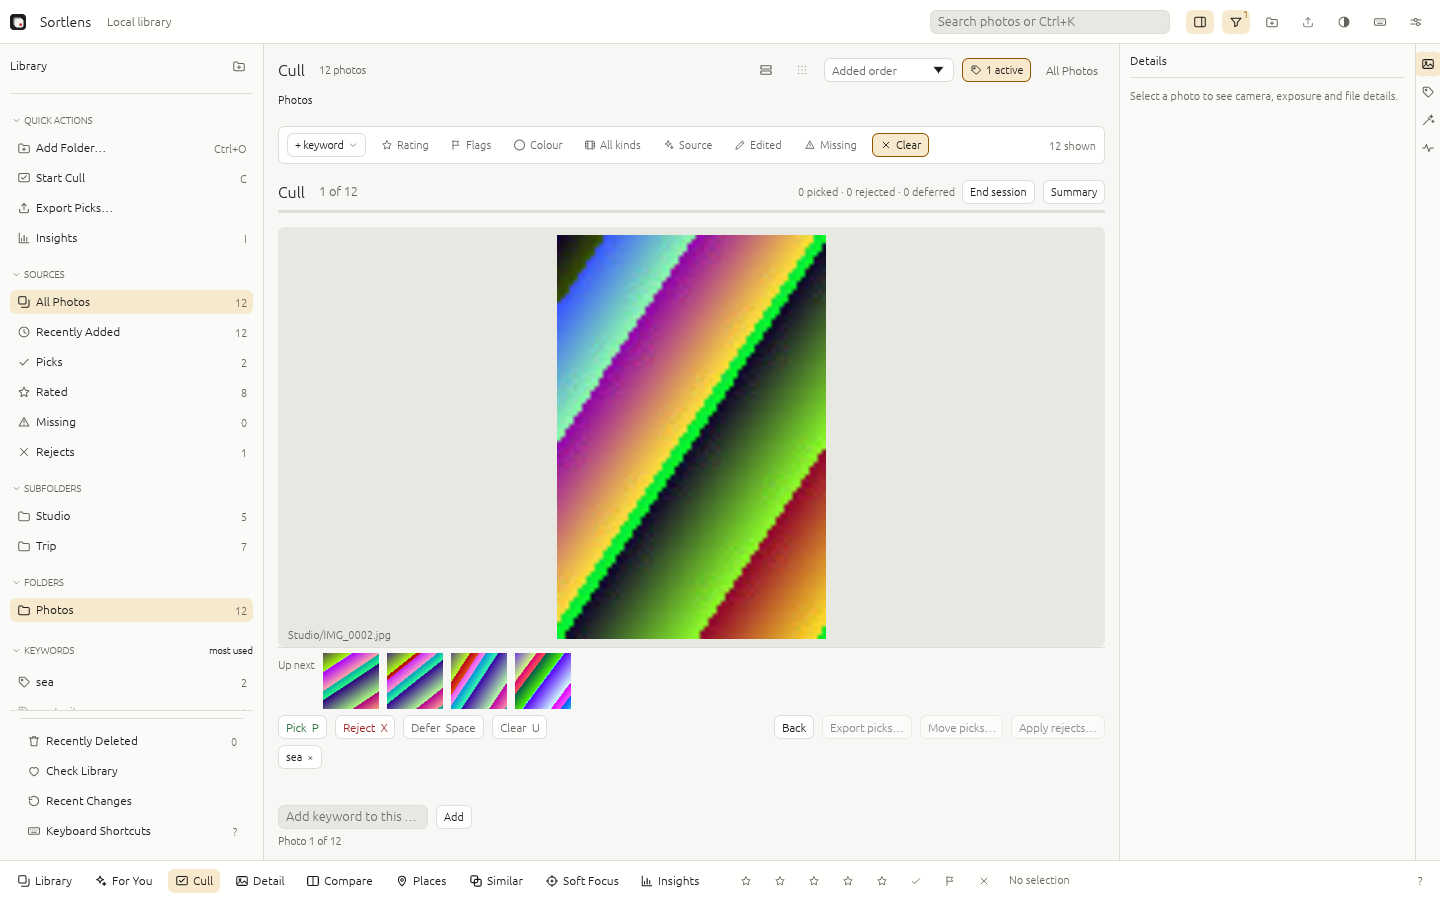 Sortlens Local library
Search photos or Ctrl+K
1
Library
QUICK ACTIONS
Add Folder... Ctrl+O
Start Cull C
Export Picks...
Insights I
SOURCES
All Photos 12
Recently Added 12
Picks 2
Rated 8
Missing 0
Rejects 1
SUBFOLDERS
Studio 5
Trip 7
FOLDERS
Photos 12
KEYWORDS most used
sea 2
Recently Deleted 0
Check Library
Recent Changes
Keyboard Shortcuts ?
Cull 12 photos
Added order
1 active
All Photos
Photos
+ keyword
Rating
Flags
Colour
All kinds
Source
Edited
Missing
Clear
12 shown
Cull 1 of 12
0 picked · 0 rejected · 0 deferred
End session
Summary
Studio/IMG_0002.jpg
Up next
Pick P
Reject X
Defer Space
Clear U
Back
Export picks...
Move picks...
Apply rejects...
sea ×
Add keyword to this ...
Add
Photo 1 of 12
Details
Select a photo to see camera, exposure and file details.
Library
For You
Cull
Detail
Compare
Places
Similar
Soft Focus
Insights
No selection
?